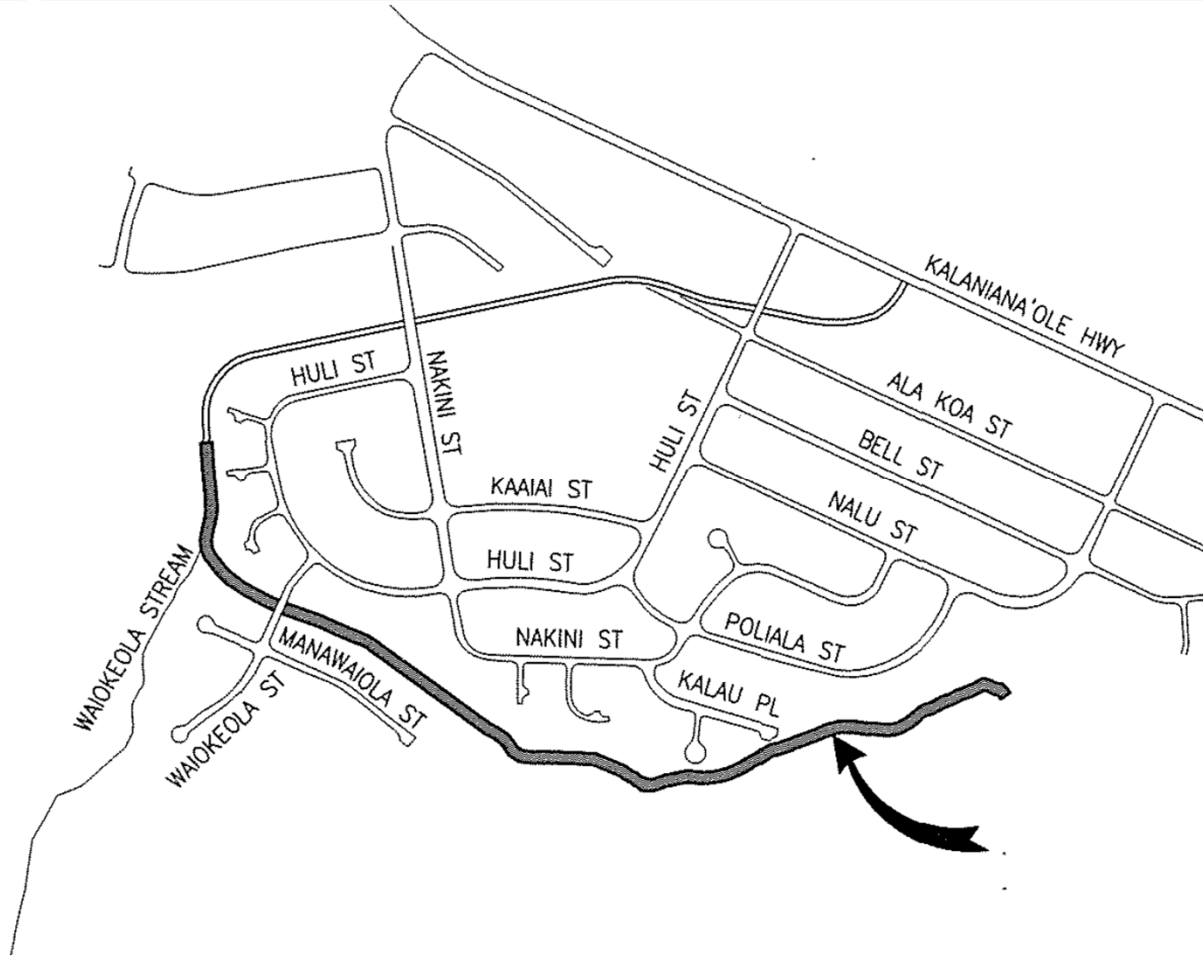 KALANIANA'OLE HWY
HULI ST
NAKINI ST
ALA KOA ST
HULI ST
BELL ST
KAAIAI ST
NALU ST
HULI ST
WAIOKEOLA STREAM
NAKINI ST
POLIALA ST
MANAWAIOLA ST
KALAU PL
WAIOKEOLA ST